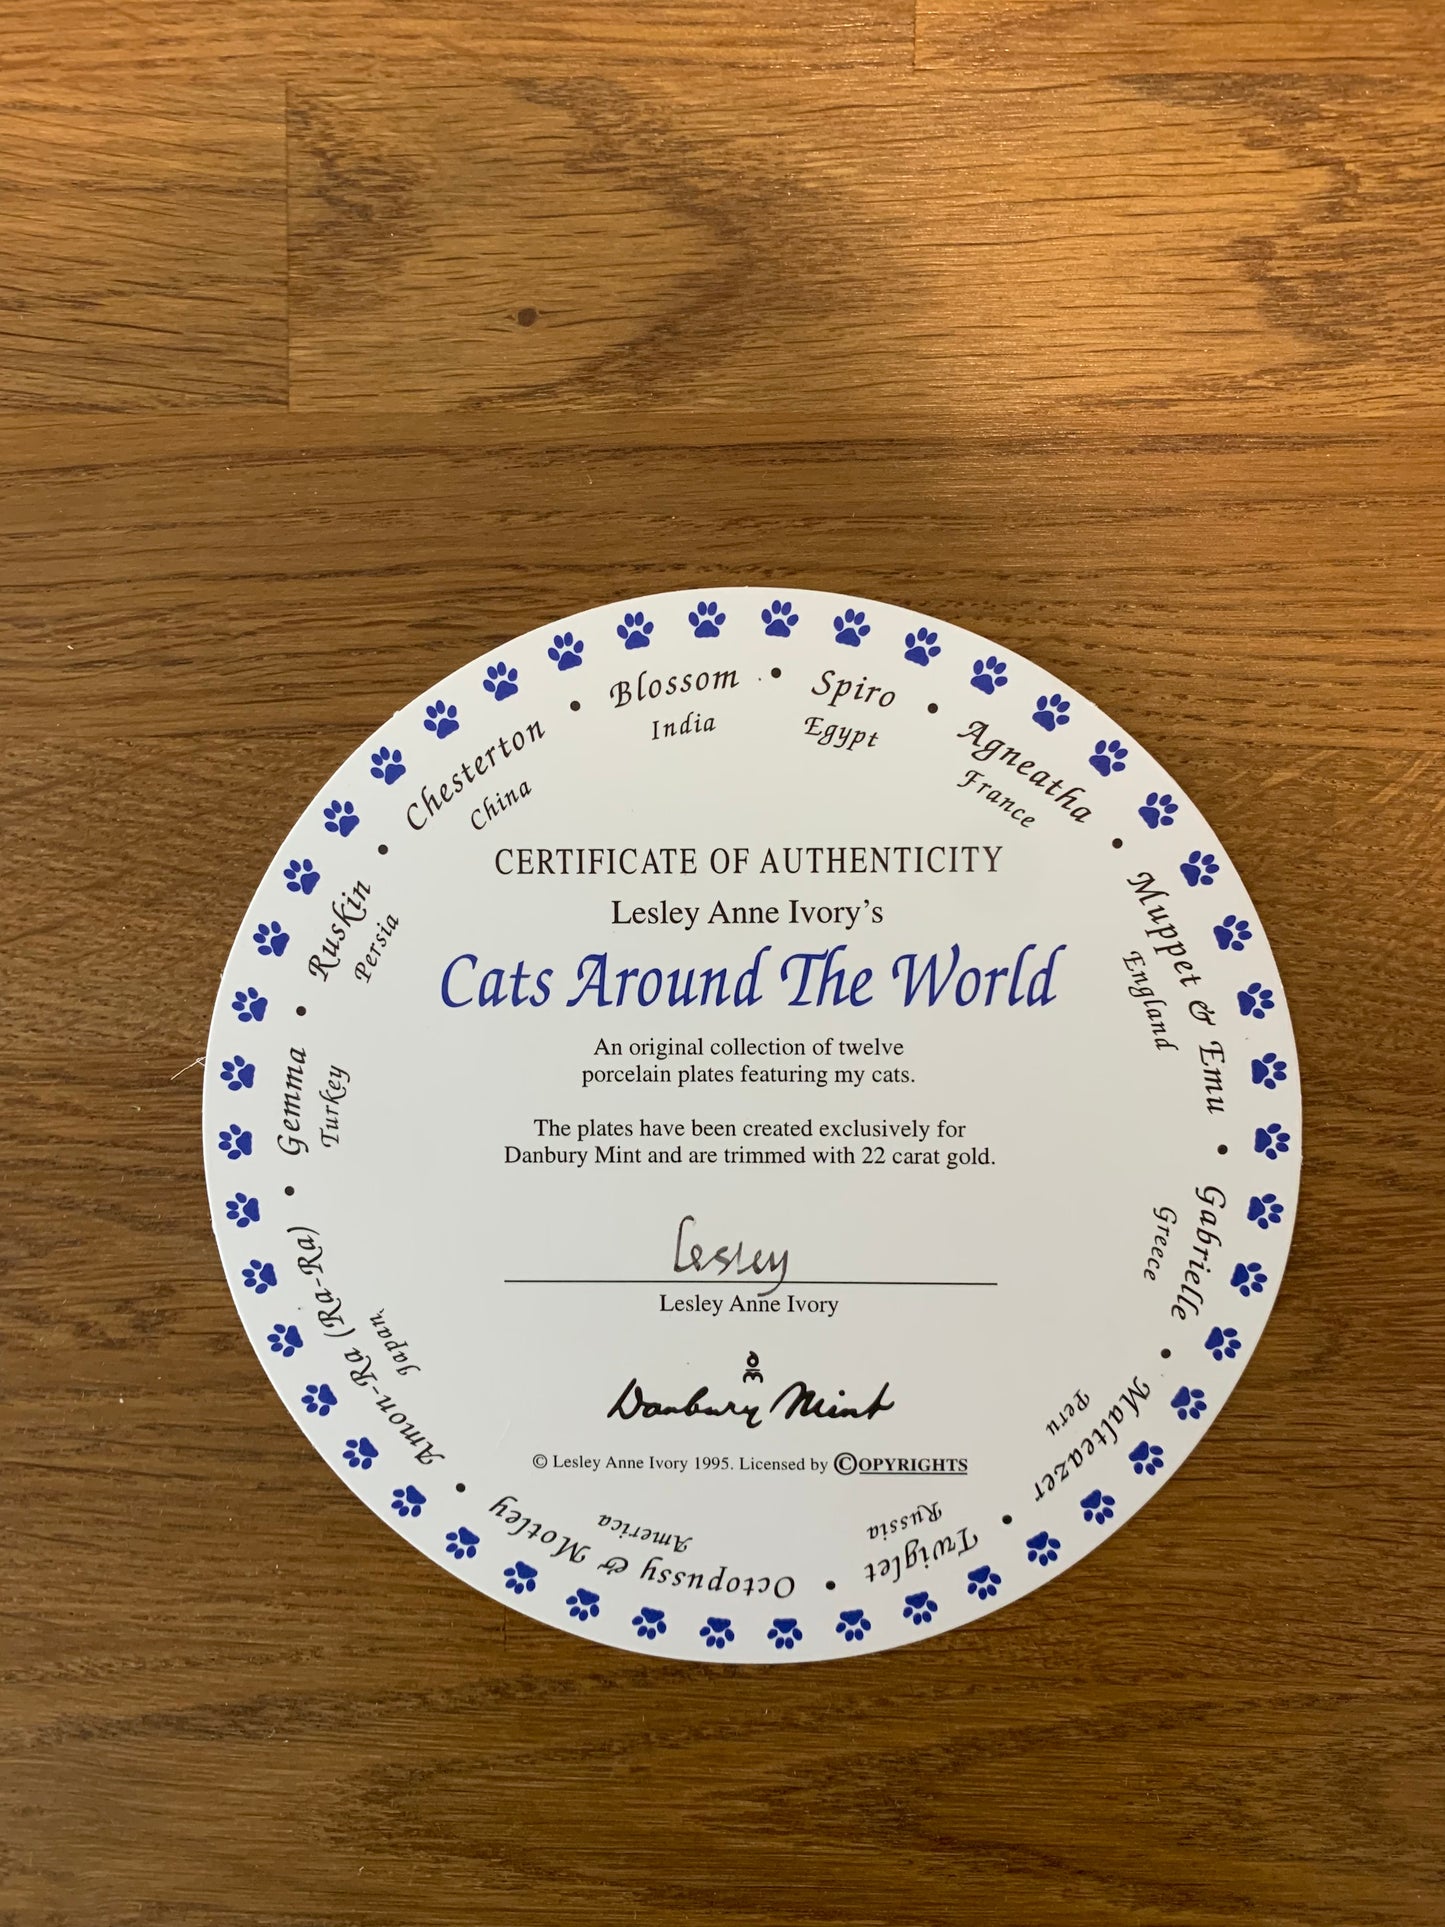 Blossom
India
Spiro
Egypt
Agneatha
France
Muppet & Emu
England
Gabrielle
Greece
Malteazer
Peru
Twiglet
Russia
Octopussy & Motley
America
Amon-Ra (Ra-Ra)
Japan.
Gemma
Turkey
Ruskin
Persia
Chesterton
China
CERTIFICATE OF AUTHENTICITY
Lesley Anne Ivory's
Cats Around The World
An original collection of twelve
porcelain plates featuring my cats.
The plates have been created exclusively for
Danbury Mint and are trimmed with 22 carat gold.
Lesley
Lesley Anne Ivory
Danbury Mint
© Lesley Anne Ivory 1995. Licensed by ©OPYRIGHTS